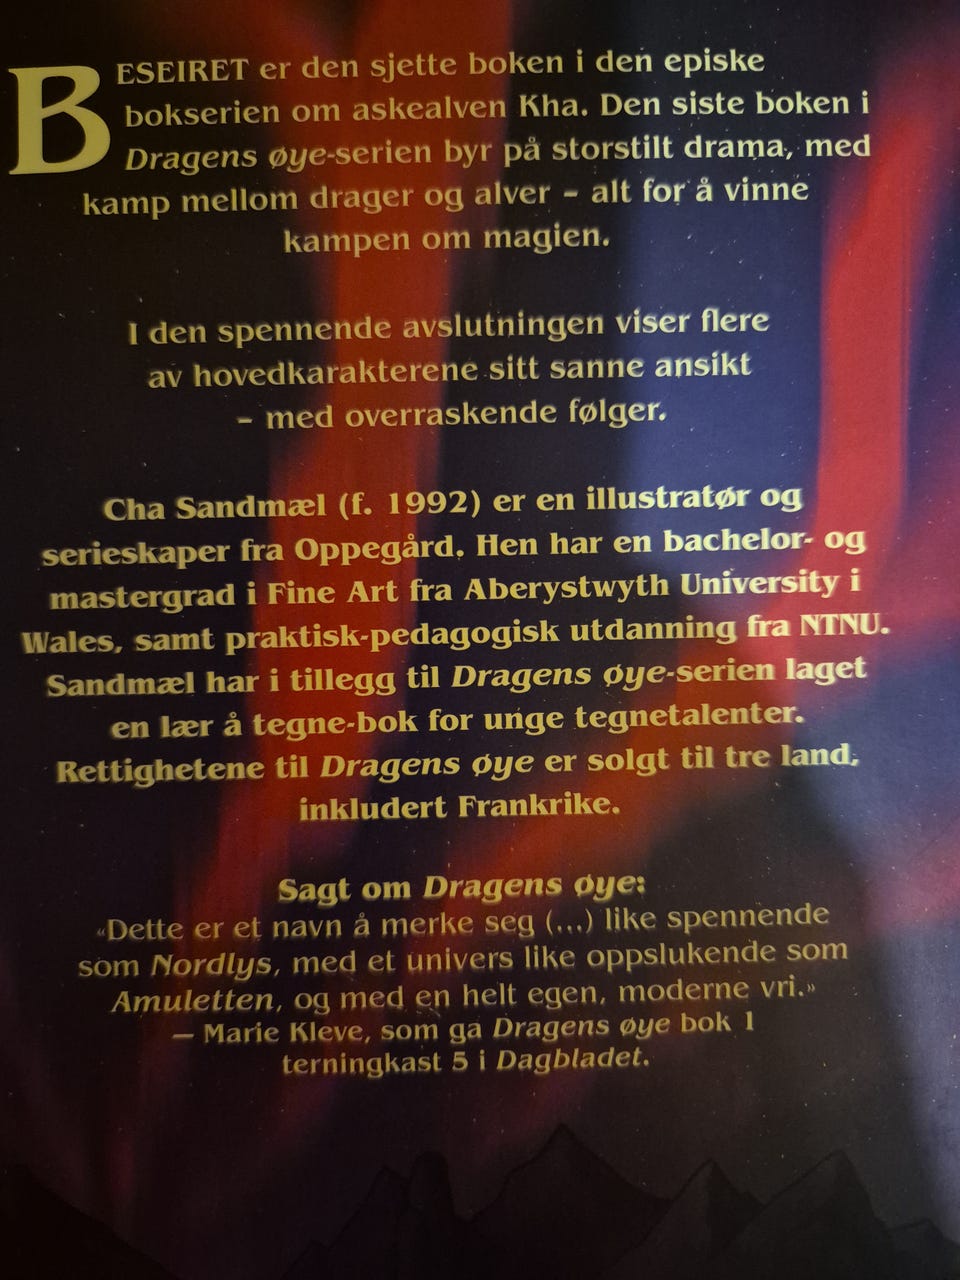 BESEIRET er den sjette boken i den episke
bokserien om askealven Kha. Den siste boken i
Dragens øye-serien byr på storstilt drama, med
kamp mellom drager og alver – alt for å vinne
kampen om magien.
I den spennende avslutningen viser flere
av hovedkarakterene sitt sanne ansikt
– med overraskende følger.
Cha Sandmæl (f. 1992) er en illustratør og
serieskaper fra Oppegård. Hen har en bachelor- og
mastergrad i Fine Art fra Aberystwyth University i
Wales, samt praktisk-pedagogisk utdanning fra NTNU.
Sandmæl har i tillegg til Dragens øye-serien laget
en lær å tegne-bok for unge tegnetalenter.
Rettighetene til Dragens øye er solgt til tre land,
inkludert Frankrike.
Sagt om Dragens øye:
«Dette er et navn å merke seg (...) like spennende
som Nordlys, med et univers like oppslukende som
Amuletten, og med en helt egen, moderne vri.»
— Marie Kleve, som ga Dragens øye bok 1
terningkast 5 i Dagbladet.